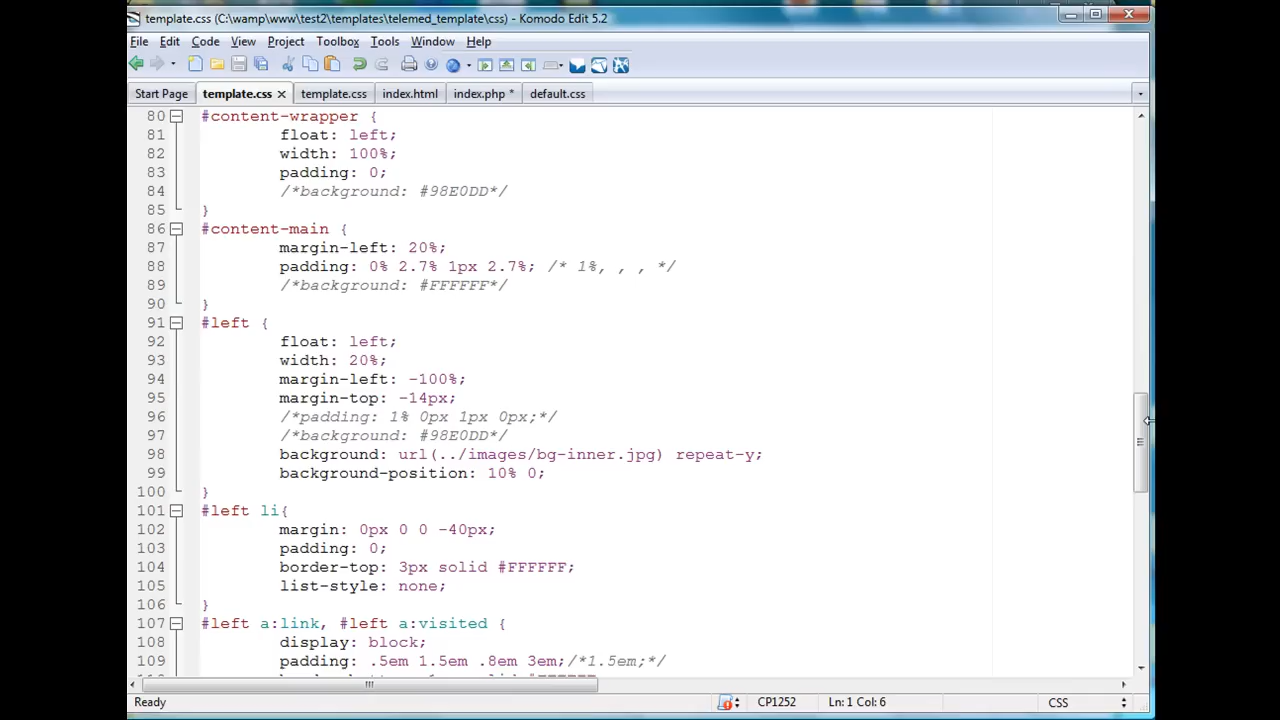 template.css (C:\wamp\www\test2\templates\telemed_template\css) - Komodo Edit 5.2
File Edit Code View Project Toolbox Tools Window Help
Start Page template.css template.css index.html index.php * default.css
80 #content-wrapper {
81 float: left;
82 width: 100%;
83 padding: 0;
84 /*background: #98E0DD*/
85 }
86 #content-main {
87 margin-left: 20%;
88 padding: 0% 2.7% 1px 2.7%; /* 1%, , , */
89 /*background: #FFFFFF*/
90 }
91 #left {
92 float: left;
93 width: 20%;
94 margin-left: -100%;
95 margin-top: -14px;
96 /*padding: 1% 0px 1px 0px;*/
97 /*background: #98E0DD*/
98 background: url(../images/bg-inner.jpg) repeat-y;
99 background-position: 10% 0;
100 }
101 #left li{
102 margin: 0px 0 0 -40px;
103 padding: 0;
104 border-top: 3px solid #FFFFFF;
105 list-style: none;
106 }
107 #left a:link, #left a:visited {
108 display: block;
109 padding: .5em 1.5em .8em 3em;/*1.5em;*/
Ready CP1252 Ln: 1 Col: 6 CSS